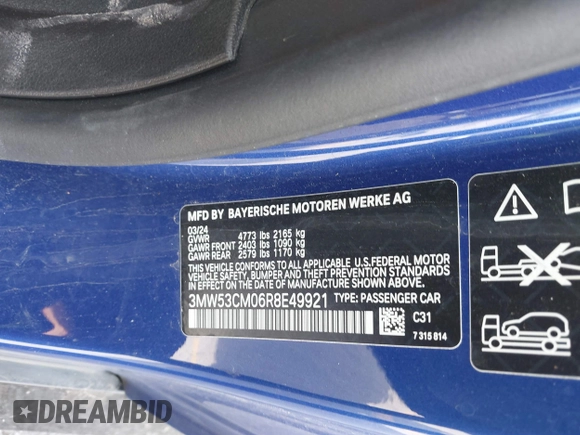 MFD BY BAYERISCHE MOTOREN WERKE AG
03/24
GVWR 4773 lbs 2165 kg
GAWR FRONT 2403 lbs 1090 kg
GAWR REAR 2579 lbs 1170 kg
THIS VEHICLE CONFORMS TO ALL APPLICABLE U.S.FEDERAL MOTOR
VEHICLE SAFETY, BUMPER, AND THEFT PREVENTION STANDARDS
IN EFFECT ON THE DATE OF MANUFACTURE SHOWN ABOVE.
3MW53CM06R8E49921 TYPE: PASSENGER CAR
C31
7 315 814
DREAMBID